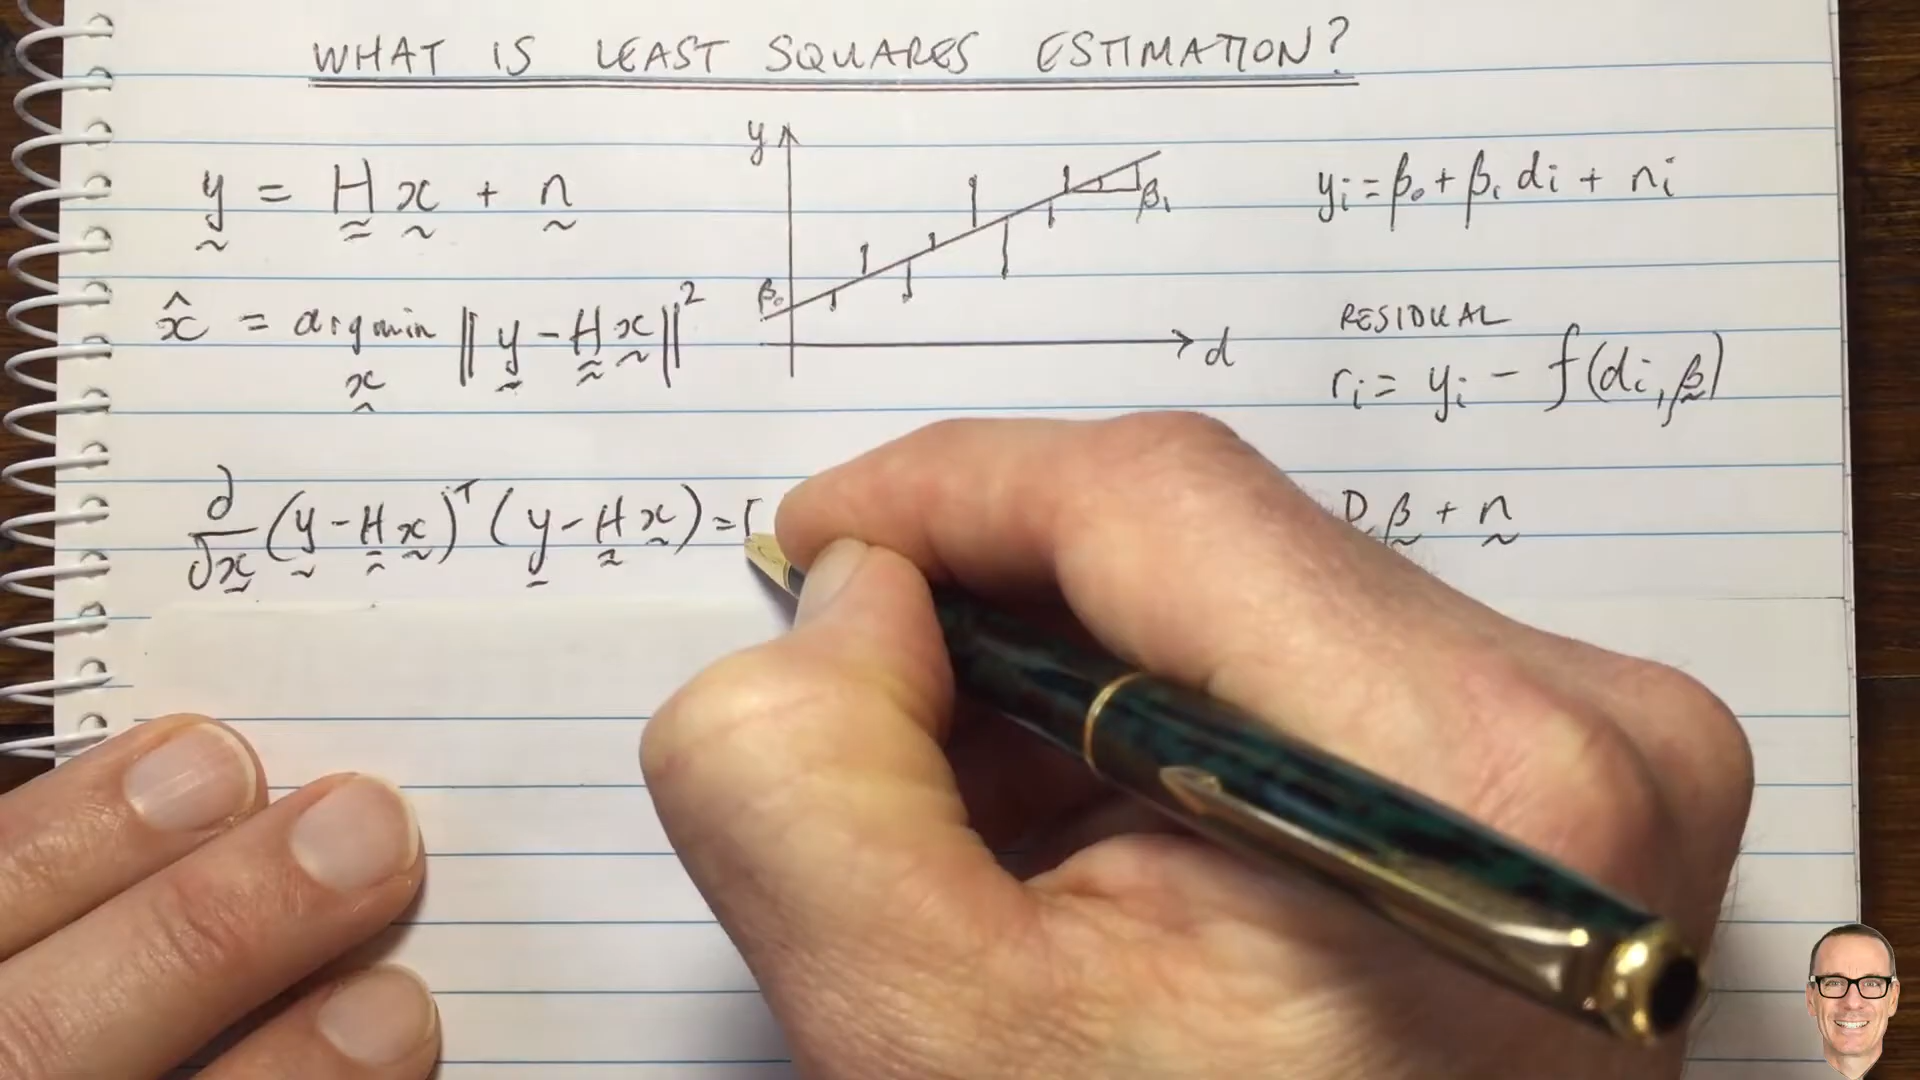 WHAT IS LEAST SQUARES ESTIMATION?
y = H x + n
x̂ = argmin ‖ y - H x ‖²
x
y
β₀
β₁
d
yᵢ = β₀ + β₁ dᵢ + nᵢ
RESIDUAL
rᵢ = yᵢ - f(dᵢ, β)
∂/∂x (y - H x)ᵀ (y - H x) = [
D β + n